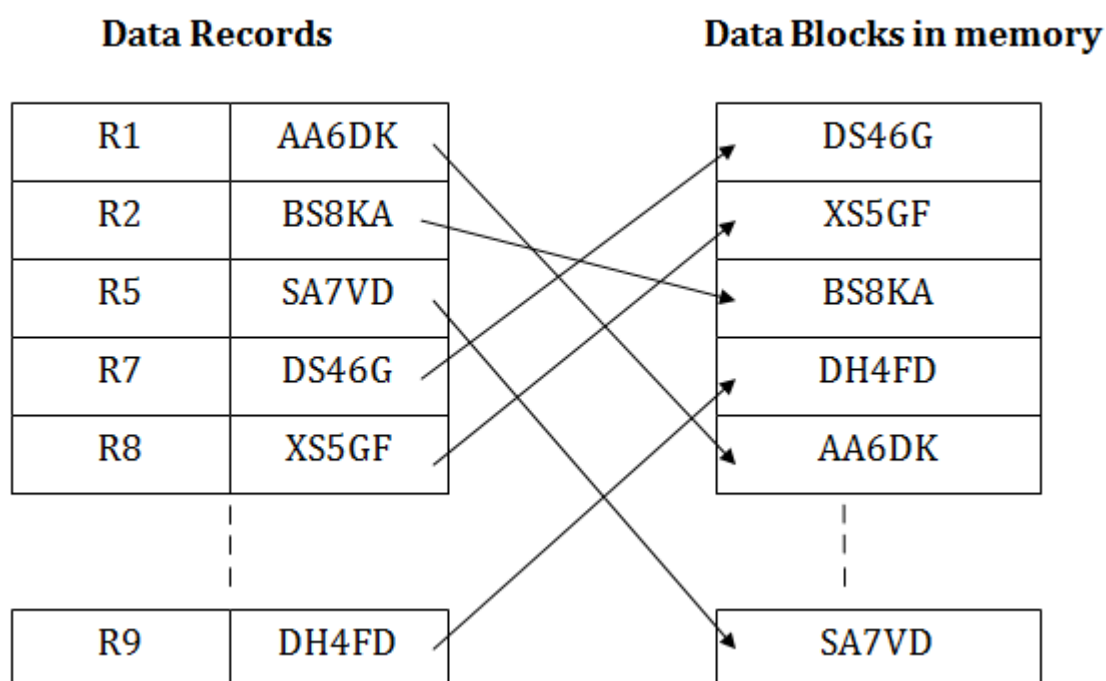 Data Records Data Blocks in memory
R1 AA6DK DS46G
R2 BS8KA XS5GF
R5 SA7VD BS8KA
R7 DS46G DH4FD
R8 XS5GF AA6DK
R9 DH4FD SA7VD